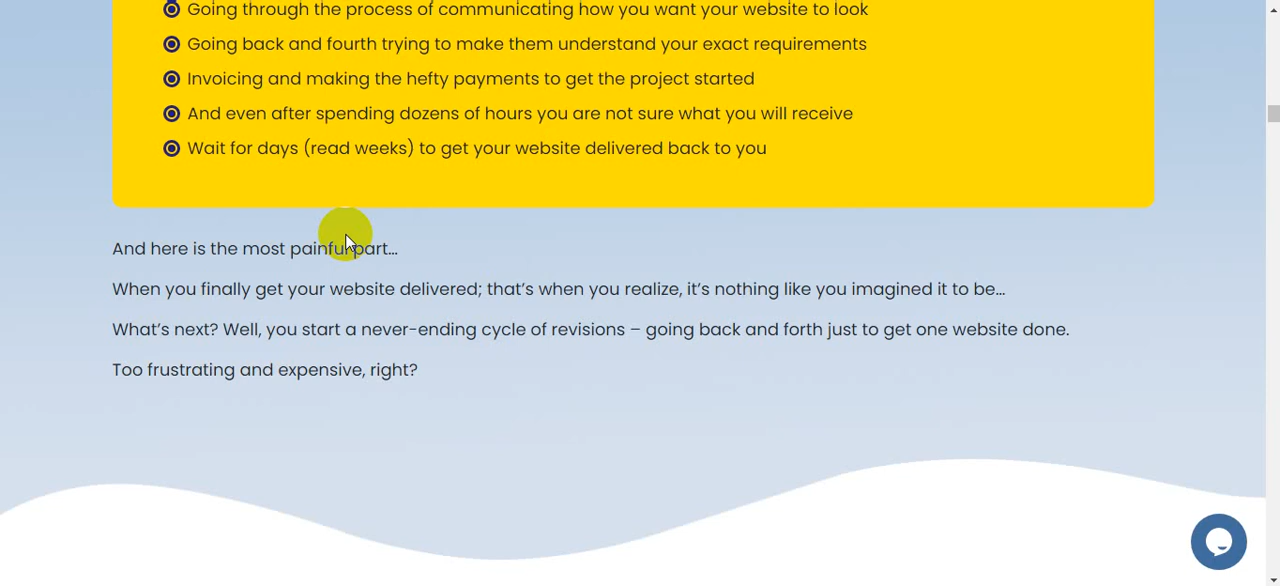 Going through the process of communicating how you want your website to look
Going back and fourth trying to make them understand your exact requirements
Invoicing and making the hefty payments to get the project started
And even after spending dozens of hours you are not sure what you will receive
Wait for days (read weeks) to get your website delivered back to you
And here is the most painful part...
When you finally get your website delivered; that’s when you realize, it’s nothing like you imagined it to be...
What’s next? Well, you start a never-ending cycle of revisions – going back and forth just to get one website done.
Too frustrating and expensive, right?